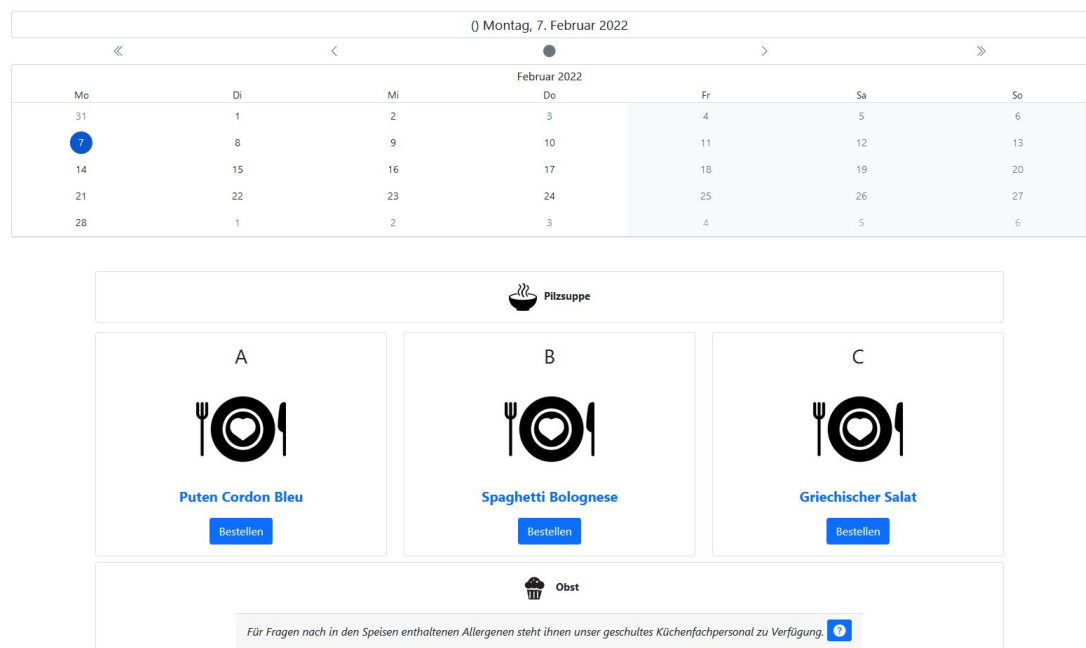 () Montag, 7. Februar 2022
Februar 2022
Mo Di Mi Do Fr Sa So
31 1 2 3 4 5 6
7 8 9 10 11 12 13
14 15 16 17 18 19 20
21 22 23 24 25 26 27
28 1 2 3 4 5 6
Pilzsuppe
A B C
Puten Cordon Bleu Spaghetti Bolognese Griechischer Salat
Bestellen Bestellen Bestellen
Obst
Für Fragen nach in den Speisen enthaltenen Allergenen steht ihnen unser geschultes Küchenfachpersonal zu Verfügung. ?